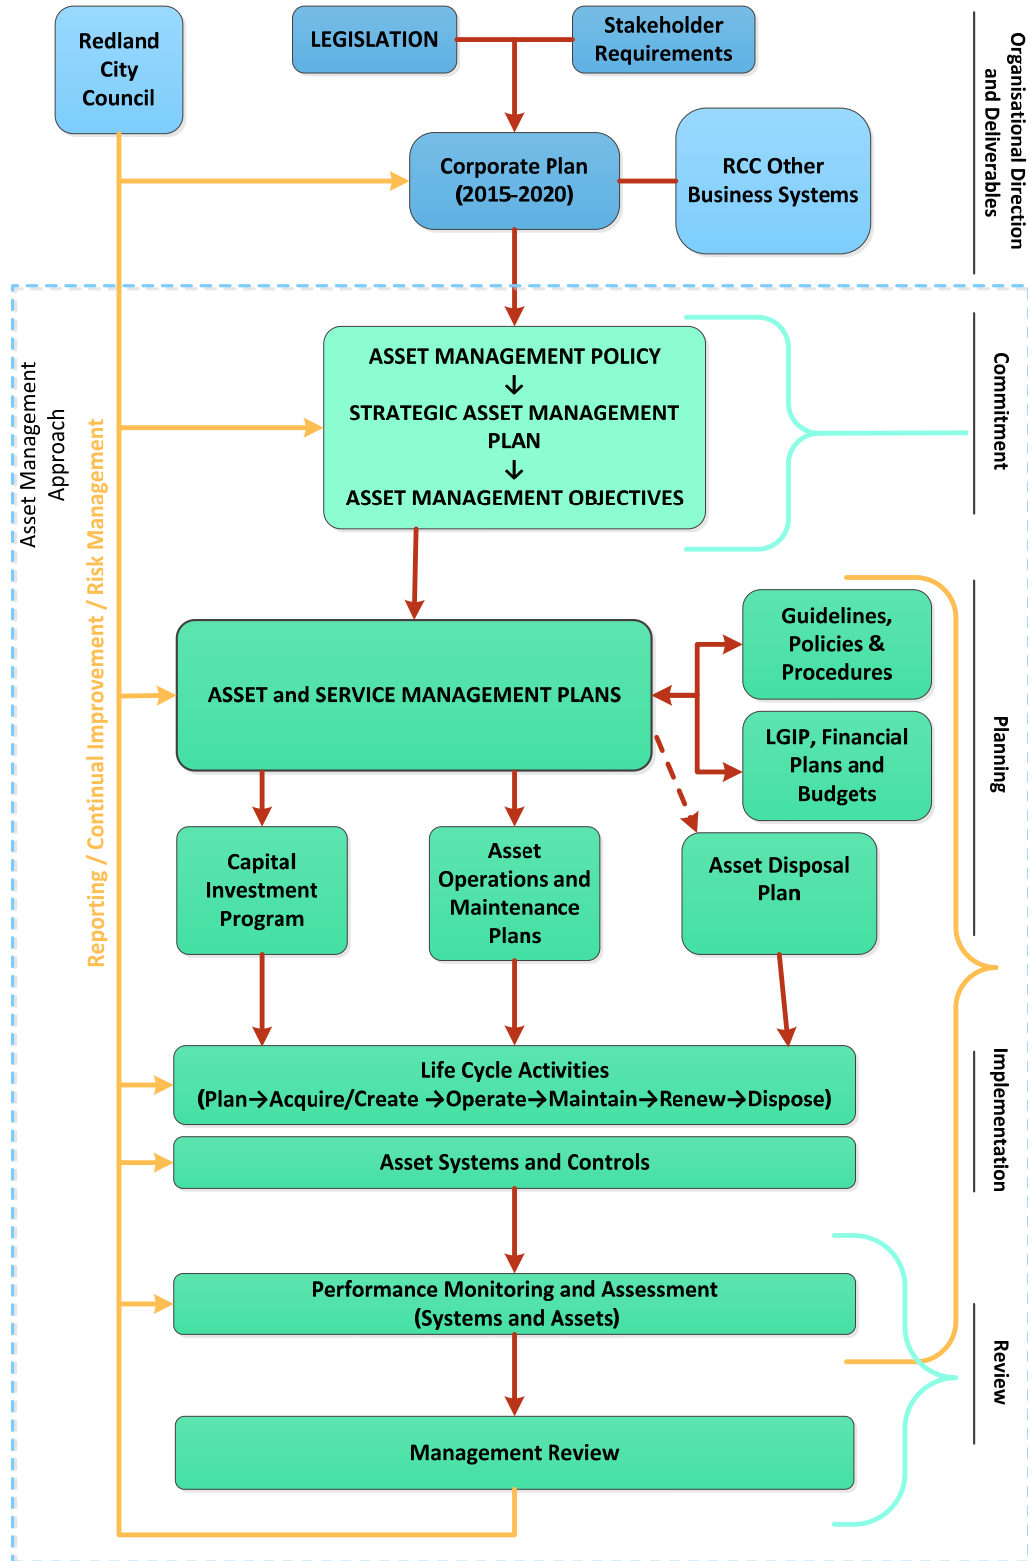 Redland
City
Council
LEGISLATION
Stakeholder
Requirements
Corporate Plan
(2015-2020)
RCC Other
Business Systems
Organisational Direction
and Deliverables
Asset Management
Approach
Reporting / Continual Improvement / Risk Management
ASSET MANAGEMENT POLICY
↓
STRATEGIC ASSET MANAGEMENT
PLAN
↓
ASSET MANAGEMENT OBJECTIVES
Commitment
ASSET and SERVICE MANAGEMENT PLANS
Guidelines,
Policies &
Procedures
LGIP, Financial
Plans and
Budgets
Planning
Capital
Investment
Program
Asset
Operations and
Maintenance
Plans
Asset Disposal
Plan
Life Cycle Activities
(Plan→Acquire/Create →Operate→Maintain→Renew→Dispose)
Asset Systems and Controls
Implementation
Performance Monitoring and Assessment
(Systems and Assets)
Review
Management Review